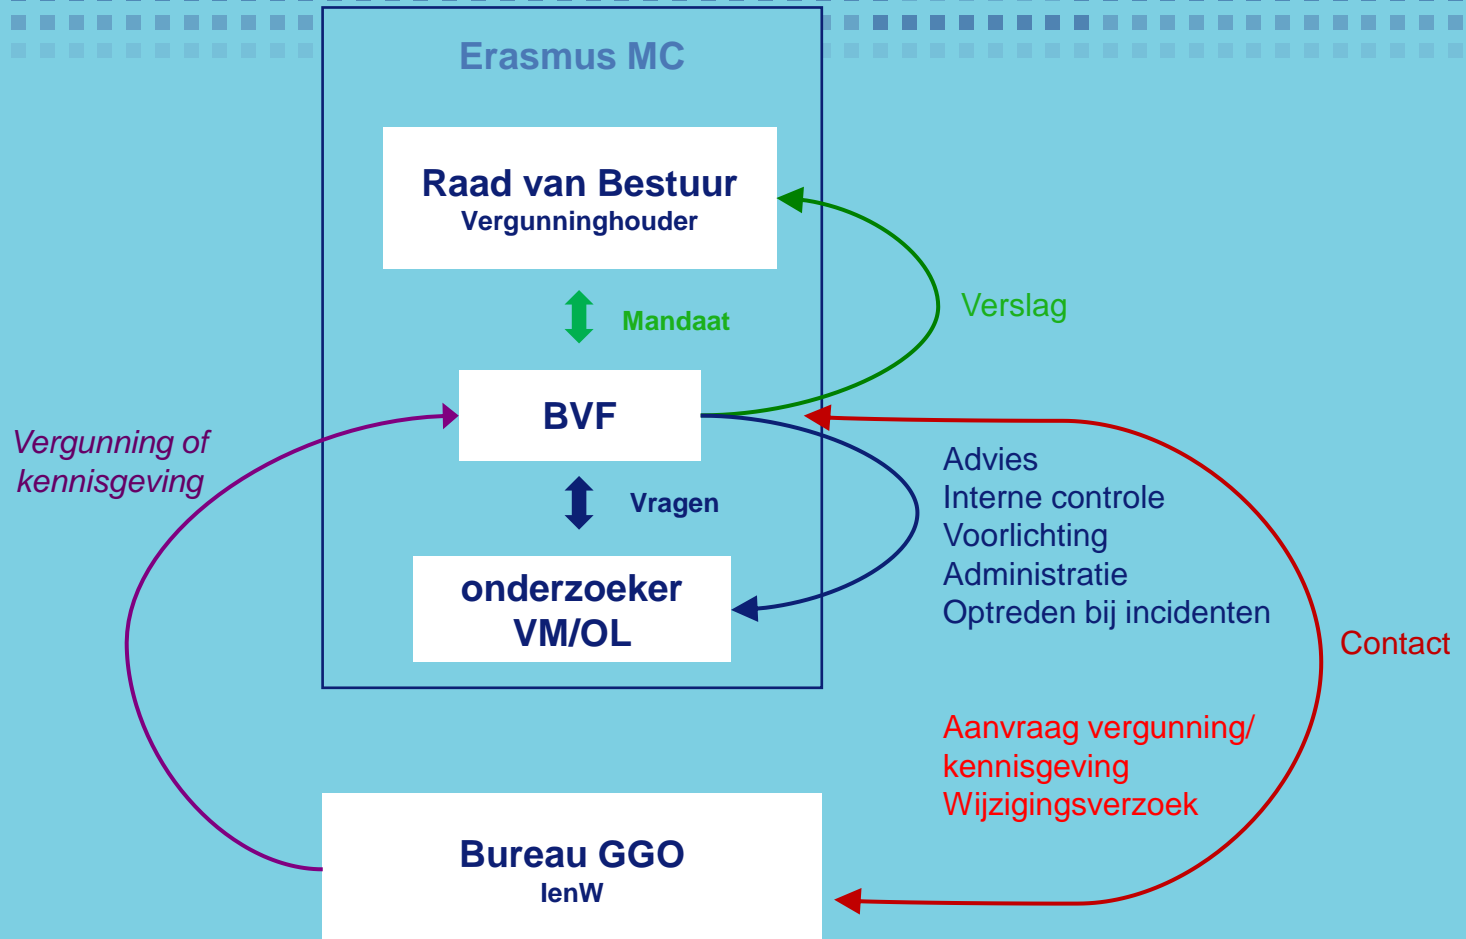 Erasmus MC
Raad van Bestuur
Vergunninghouder
Mandaat
Verslag
BVF
Vergunning of
kennisgeving
Vragen
Advies
Interne controle
Voorlichting
Administratie
Optreden bij incidenten
onderzoeker
VM/OL
Contact
Aanvraag vergunning/
kennisgeving
Wijzigingsverzoek
Bureau GGO
IenW